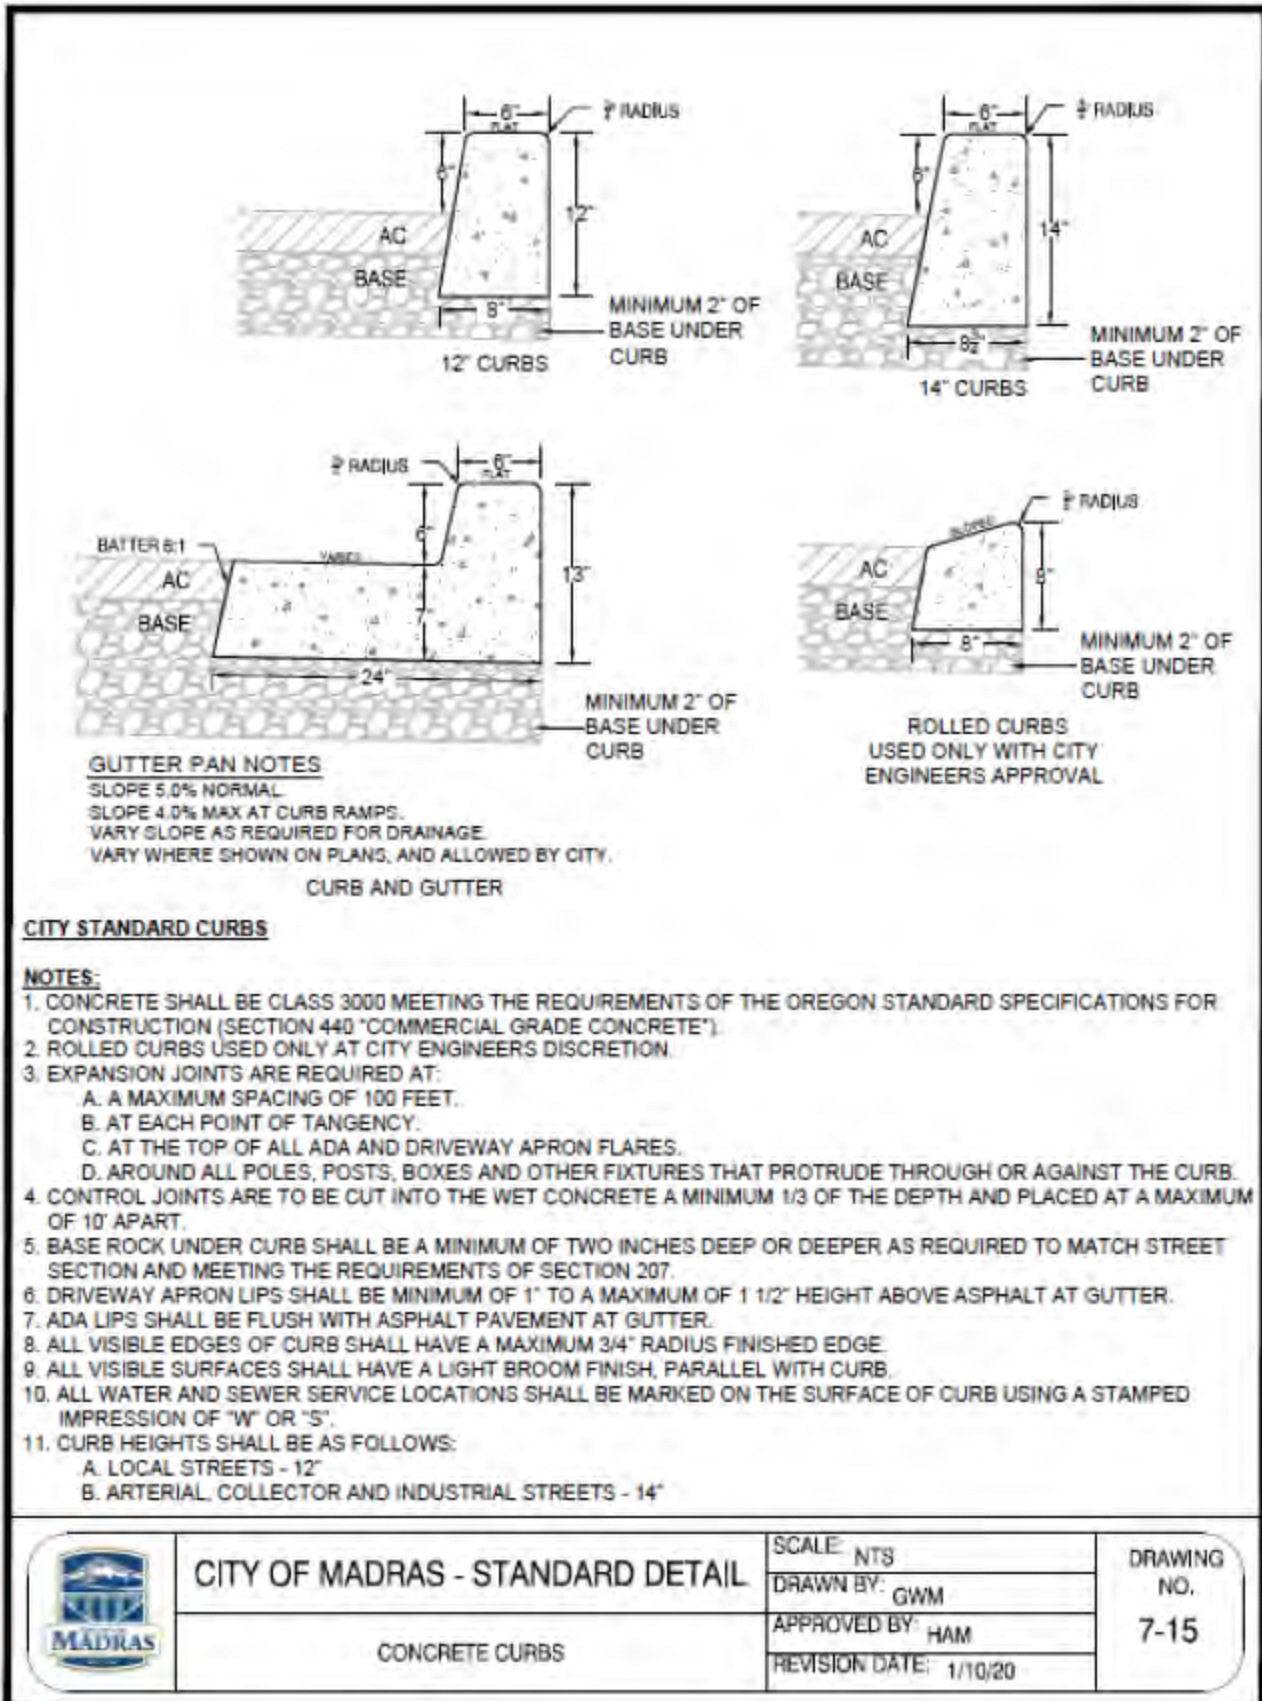 6"
FLAT
RADIUS
6"
12"
AC
BASE
8"
MINIMUM 2" OF
BASE UNDER
CURB
12" CURBS
6"
FLAT
RADIUS
6"
14"
AC
BASE
8½"
MINIMUM 2" OF
BASE UNDER
CURB
14" CURBS
RADIUS
6"
FLAT
BATTER 6:1
6"
VARIES
AC
13"
BASE
7"
24"
MINIMUM 2" OF
BASE UNDER
CURB
GUTTER PAN NOTES
SLOPE 5.0% NORMAL.
SLOPE 4.0% MAX AT CURB RAMPS.
VARY SLOPE AS REQUIRED FOR DRAINAGE.
VARY WHERE SHOWN ON PLANS, AND ALLOWED BY CITY.
CURB AND GUTTER
RADIUS
SLOPED
AC
8"
BASE
8"
MINIMUM 2" OF
BASE UNDER
CURB
ROLLED CURBS
USED ONLY WITH CITY
ENGINEERS APPROVAL
CITY STANDARD CURBS
NOTES:
1. CONCRETE SHALL BE CLASS 3000 MEETING THE REQUIREMENTS OF THE OREGON STANDARD SPECIFICATIONS FOR
CONSTRUCTION (SECTION 440 "COMMERCIAL GRADE CONCRETE").
2. ROLLED CURBS USED ONLY AT CITY ENGINEERS DISCRETION.
3. EXPANSION JOINTS ARE REQUIRED AT:
A. A MAXIMUM SPACING OF 100 FEET.
B. AT EACH POINT OF TANGENCY.
C. AT THE TOP OF ALL ADA AND DRIVEWAY APRON FLARES.
D. AROUND ALL POLES, POSTS, BOXES AND OTHER FIXTURES THAT PROTRUDE THROUGH OR AGAINST THE CURB.
4. CONTROL JOINTS ARE TO BE CUT INTO THE WET CONCRETE A MINIMUM 1/3 OF THE DEPTH AND PLACED AT A MAXIMUM
OF 10' APART.
5. BASE ROCK UNDER CURB SHALL BE A MINIMUM OF TWO INCHES DEEP OR DEEPER AS REQUIRED TO MATCH STREET
SECTION AND MEETING THE REQUIREMENTS OF SECTION 207.
6. DRIVEWAY APRON LIPS SHALL BE MINIMUM OF 1" TO A MAXIMUM OF 1 1/2" HEIGHT ABOVE ASPHALT AT GUTTER.
7. ADA LIPS SHALL BE FLUSH WITH ASPHALT PAVEMENT AT GUTTER.
8. ALL VISIBLE EDGES OF CURB SHALL HAVE A MAXIMUM 3/4" RADIUS FINISHED EDGE.
9. ALL VISIBLE SURFACES SHALL HAVE A LIGHT BROOM FINISH, PARALLEL WITH CURB.
10. ALL WATER AND SEWER SERVICE LOCATIONS SHALL BE MARKED ON THE SURFACE OF CURB USING A STAMPED
IMPRESSION OF "W" OR "S".
11. CURB HEIGHTS SHALL BE AS FOLLOWS:
A. LOCAL STREETS - 12"
B. ARTERIAL, COLLECTOR AND INDUSTRIAL STREETS - 14"
MADRAS
CITY OF MADRAS - STANDARD DETAIL
CONCRETE CURBS
SCALE: NTS
DRAWN BY: GWM
APPROVED BY: HAM
REVISION DATE: 1/10/20
DRAWING
NO.
7-15